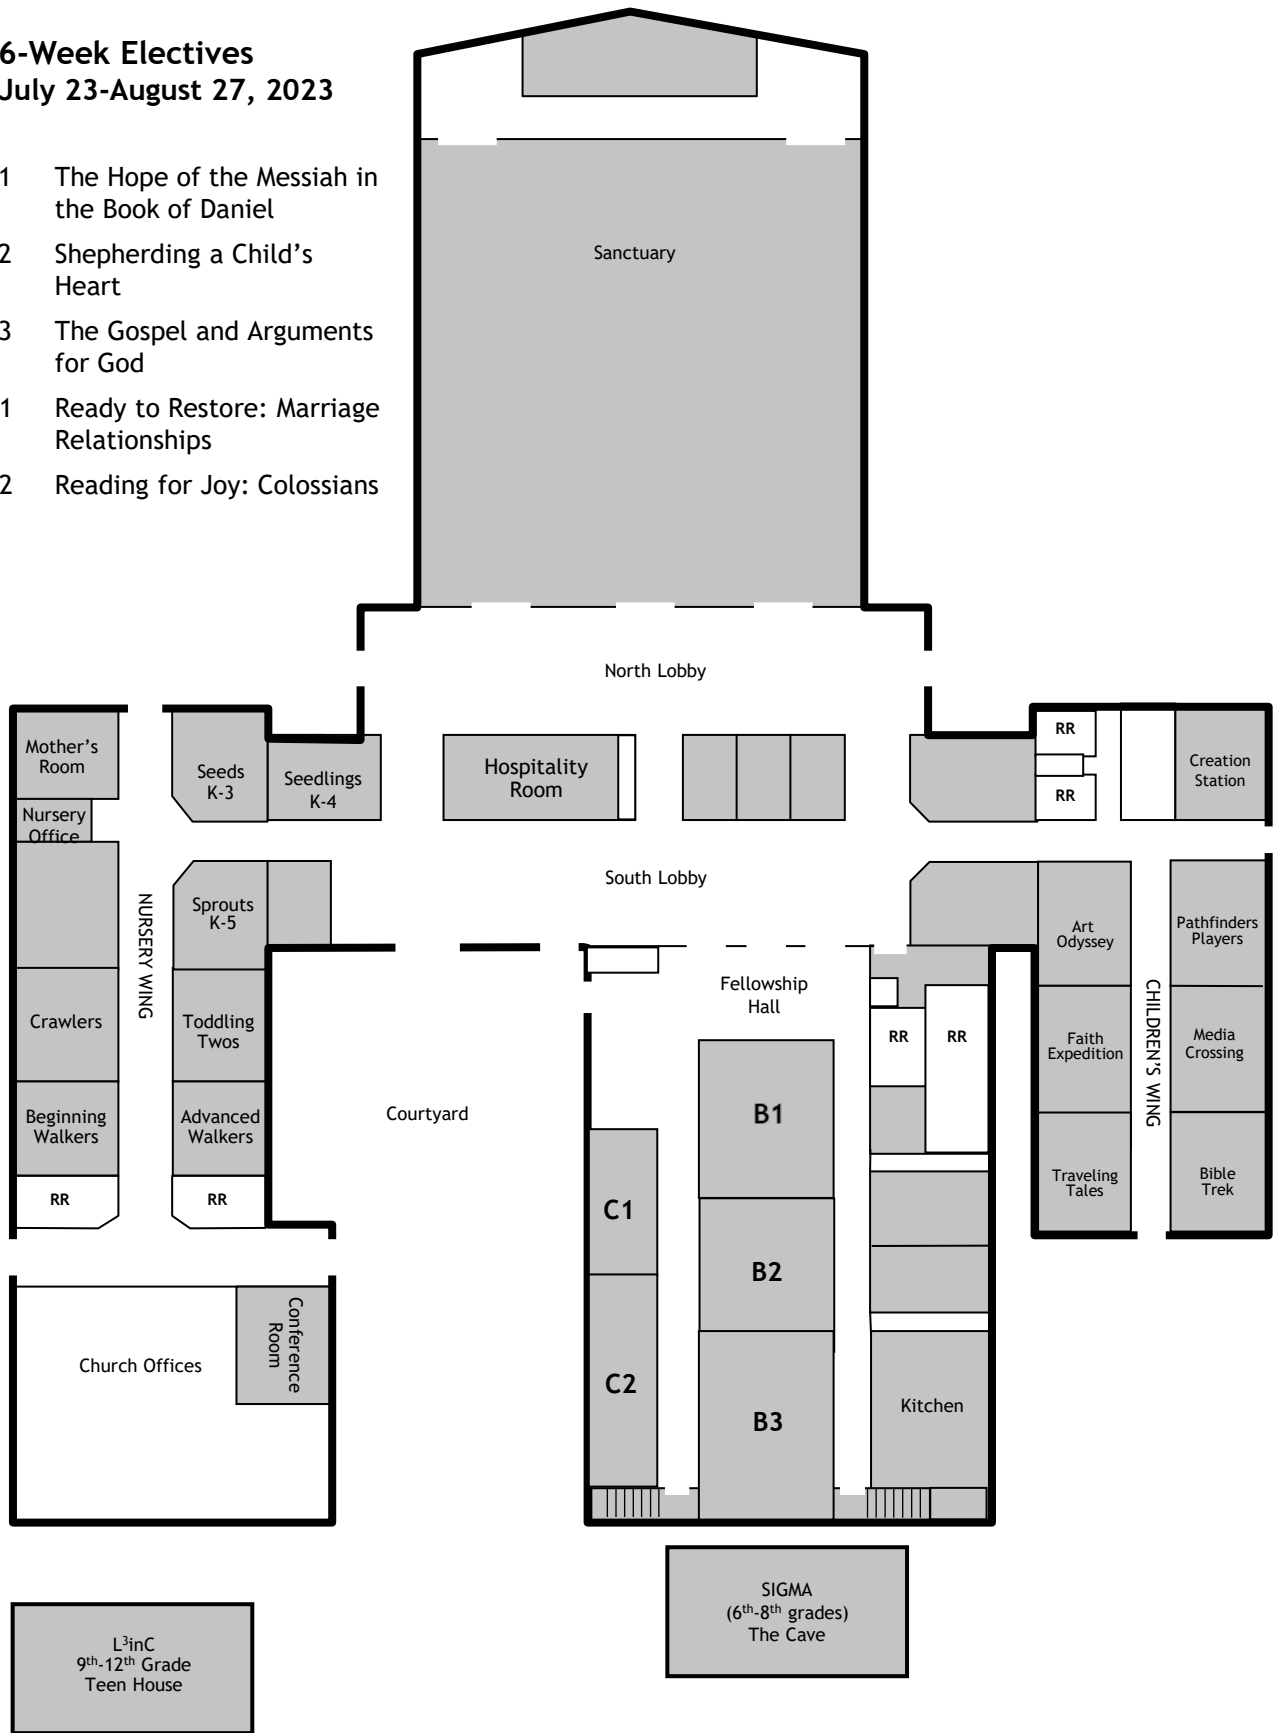 6-Week Electives
July 23-August 27, 2023
1 The Hope of the Messiah in
the Book of Daniel
2 Shepherding a Child’s
Heart
3 The Gospel and Arguments
for God
1 Ready to Restore: Marriage
Relationships
2 Reading for Joy: Colossians
Sanctuary
North Lobby
Mother’s
Room
Seeds
K-3
Seedlings
K-4
Hospitality
Room
RR
RR
Creation
Station
Nursery
Office
South Lobby
NURSERY WING
Sprouts
K-5
Art
Odyssey
Pathfinders
Players
Fellowship
Hall
Crawlers
Toddling
Twos
RR
RR
Faith
Expedition
CHILDREN’S WING
Media
Crossing
Beginning
Walkers
Advanced
Walkers
Courtyard
B1
Traveling
Tales
Bible
Trek
RR
RR
C1
B2
Church Offices
Conference
Room
C2
B3
Kitchen
SIGMA
(6th-8th grades)
The Cave
L³inC
9th-12th Grade
Teen House